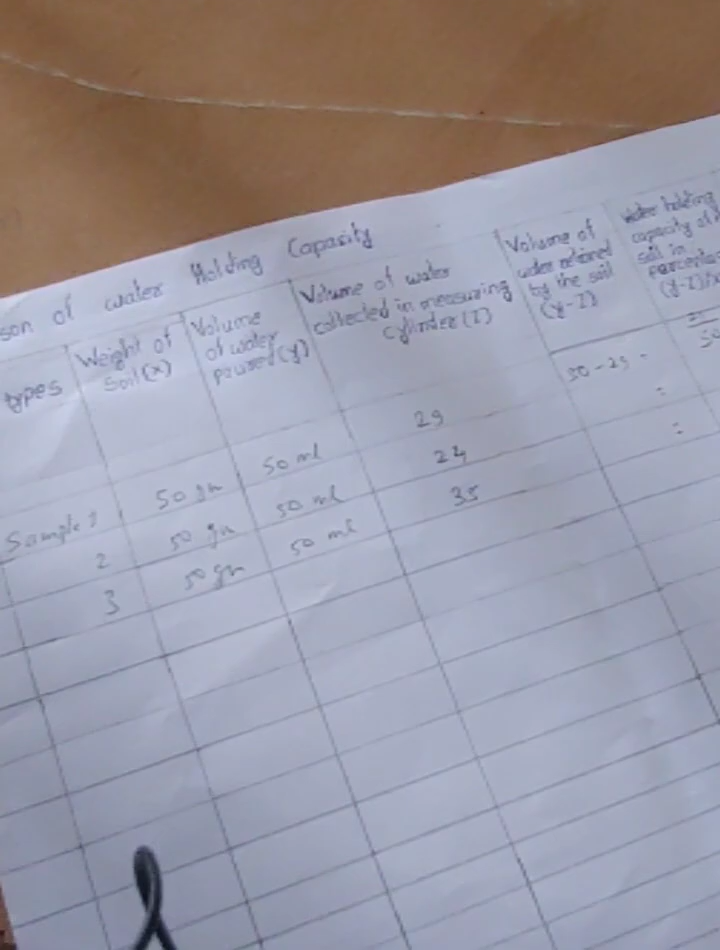 son of water Holding Capacity
types
Weight of
Soil (x)
Volume
of water
poured (y)
Volume of water
collected in measuring
cylinder (Z)
Volume of
water retained
by the soil
(y-Z)
water holding
capacity of
soil in
Sample 1 50 gm 50 ml 29 50-29 =
2 50 gm 50 ml 24 =
3 50 gm 50 ml 35 =